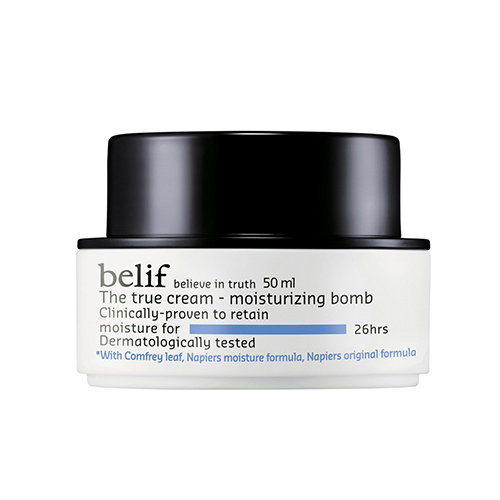 belif believe in truth 50 ml
The true cream - moisturizing bomb
Clinically-proven to retain
moisture for 26hrs
Dermatologically tested
*With Comfrey leaf, Napiers moisture formula, Napiers original formula